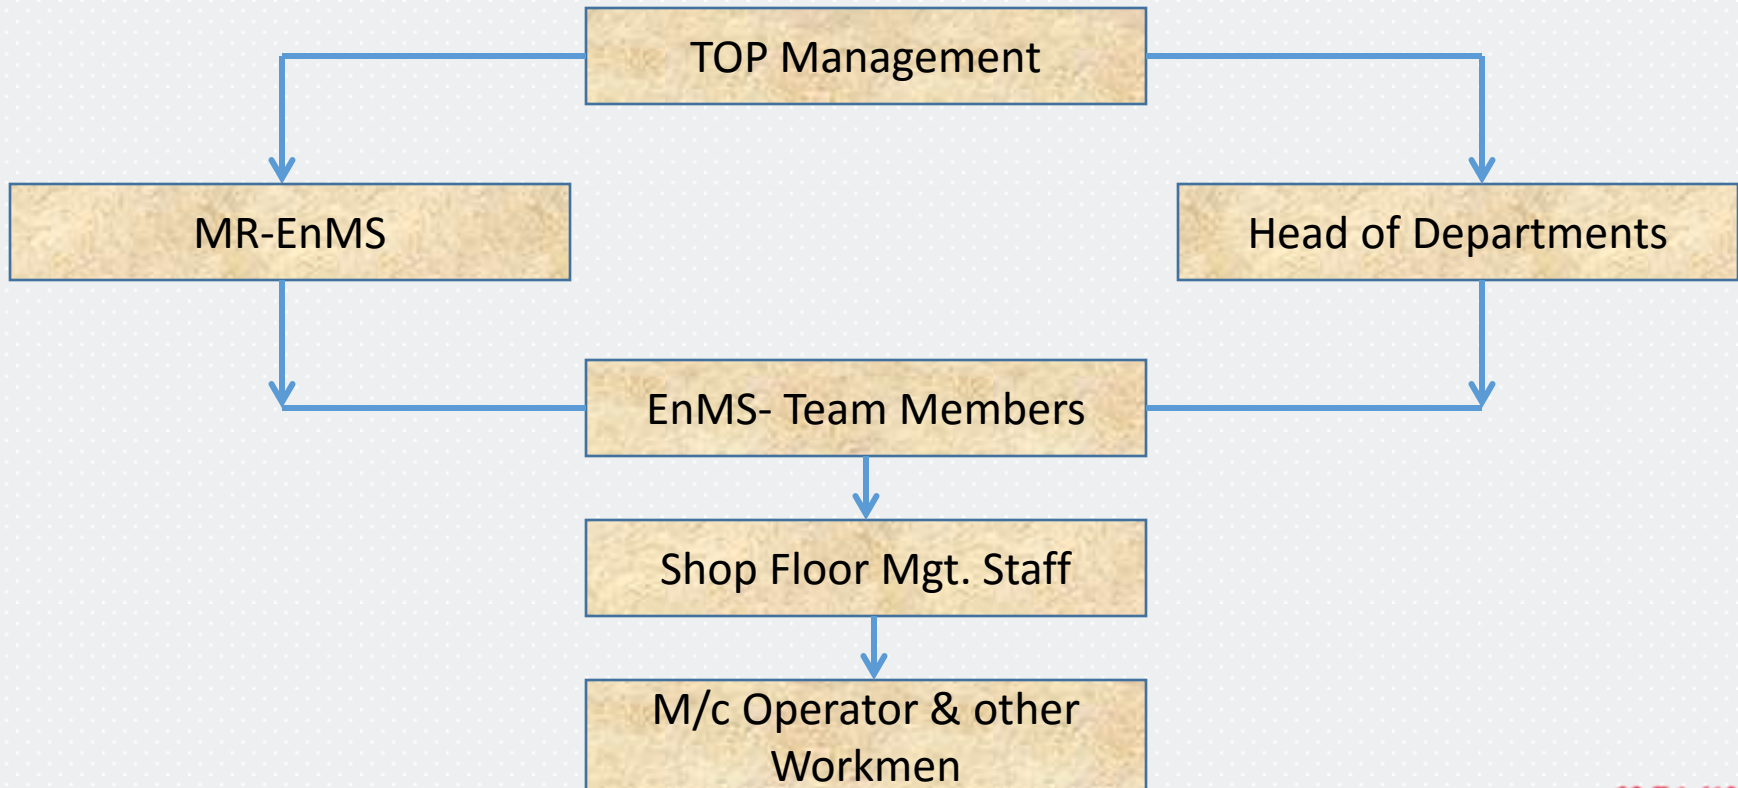 TOP Management
MR-EnMS
Head of Departments
EnMS- Team Members
Shop Floor Mgt. Staff
M/c Operator & other
Workmen